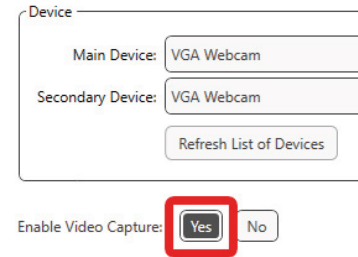 Device
Main Device: VGA Webcam
Secondary Device: VGA Webcam
Refresh List of Devices
Enable Video Capture: Yes No